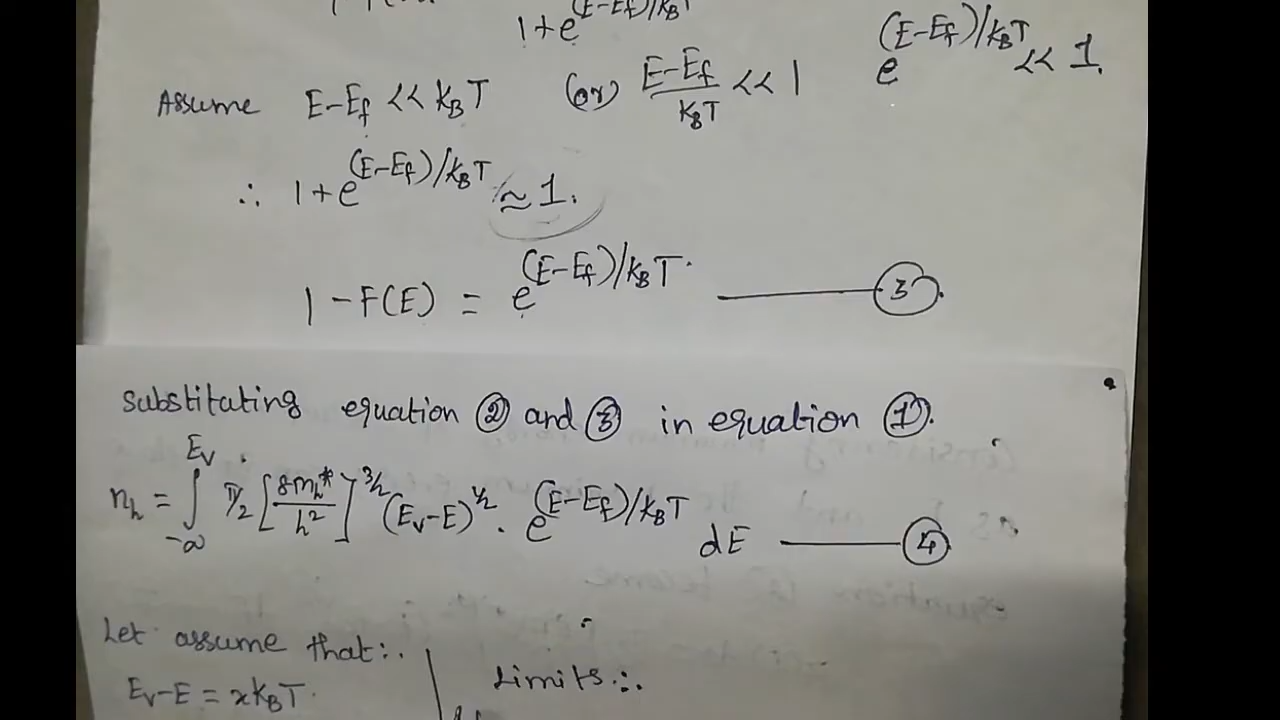 1+e^(E-Ef)/KBT
Assume E-Ef << KBT (or) E-Ef/KBT << 1 e^(E-Ef)/KBT << 1.
∴ 1+e^(E-Ef)/KBT ≈ 1.
1-F(E) = e^(E-Ef)/KBT. ——— ③.
substitating equation ② and ③ in equation ①.
nh = ∫_-∞^Ev π/2 [8mh*/h²]^3/2 (Ev-E)^1/2 . e^(E-Ef)/KBT dE ——— ④
Let assume that:.
Limits:.
Ev-E = xKBT.